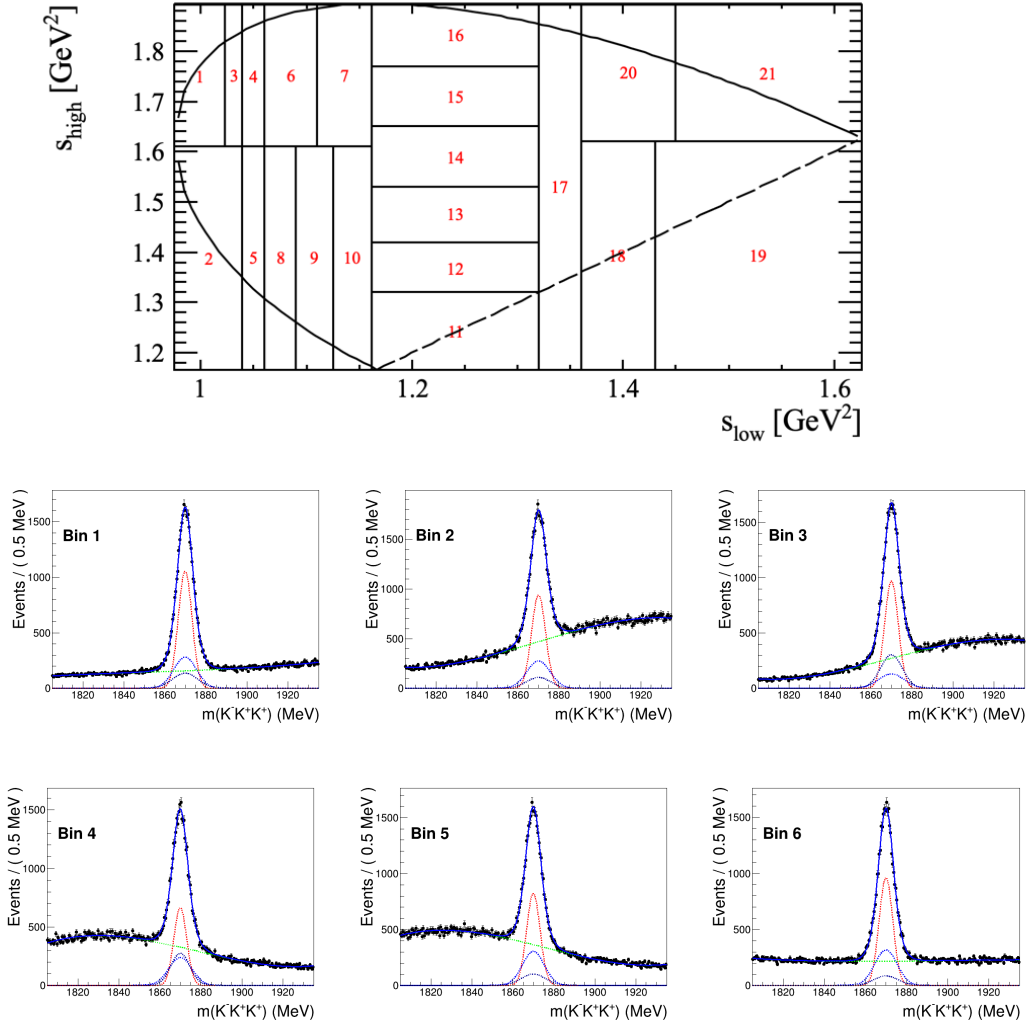 s_high [GeV²]
1.8
1.7
1.6
1.5
1.4
1.3
1.2
16
1 3 4 6 7 20 21
15
14
17
13
2 5 8 9 10 12 18 19
11
1 1.2 1.4 1.6
s_low [GeV²]
Events / ( 0.5 MeV )
1500
1000
500
0
Bin 1
1820 1840 1860 1880 1900 1920
m(K⁻K⁺K⁺) (MeV)
Events / ( 0.5 MeV )
1500
1000
500
0
Bin 2
1820 1840 1860 1880 1900 1920
m(K⁻K⁺K⁺) (MeV)
Events / ( 0.5 MeV )
1500
1000
500
0
Bin 3
1820 1840 1860 1880 1900 1920
m(K⁻K⁺K⁺) (MeV)
Events / ( 0.5 MeV )
1500
1000
500
0
Bin 4
1820 1840 1860 1880 1900 1920
m(K⁻K⁺K⁺) (MeV)
Events / ( 0.5 MeV )
1500
1000
500
0
Bin 5
1820 1840 1860 1880 1900 1920
m(K⁻K⁺K⁺) (MeV)
Events / ( 0.5 MeV )
1500
1000
500
0
Bin 6
1820 1840 1860 1880 1900 1920
m(K⁻K⁺K⁺) (MeV)